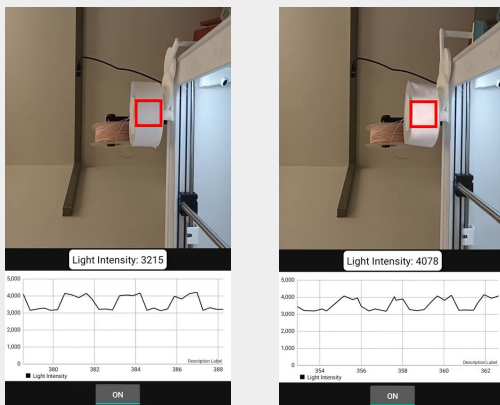 Light Intensity: 3215
5,000
4,000
3,000
2,000
1,000
0
380
382
384
386
388
Description Label
Light Intensity
ON
Light Intensity: 4078
5,000
4,000
3,000
2,000
1,000
0
354
356
358
360
362
Description Label
Light Intensity
ON